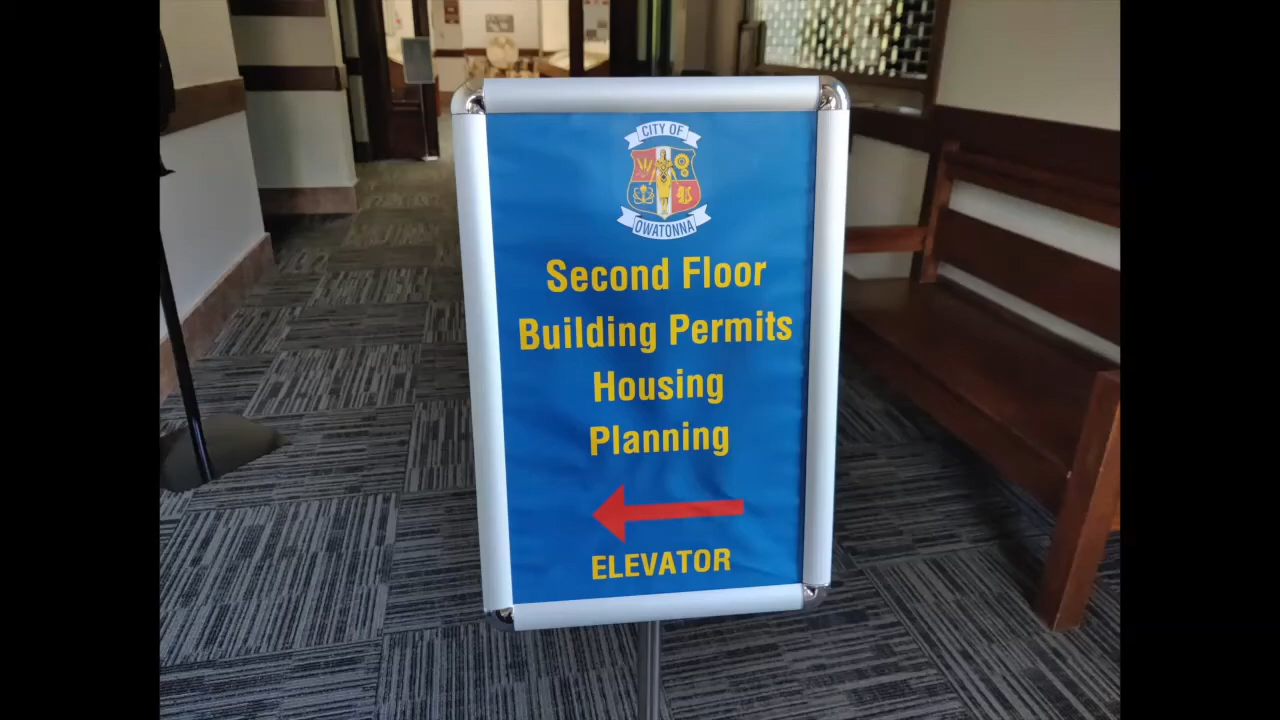 CITY OF
OWATONNA
Second Floor
Building Permits
Housing
Planning
ELEVATOR